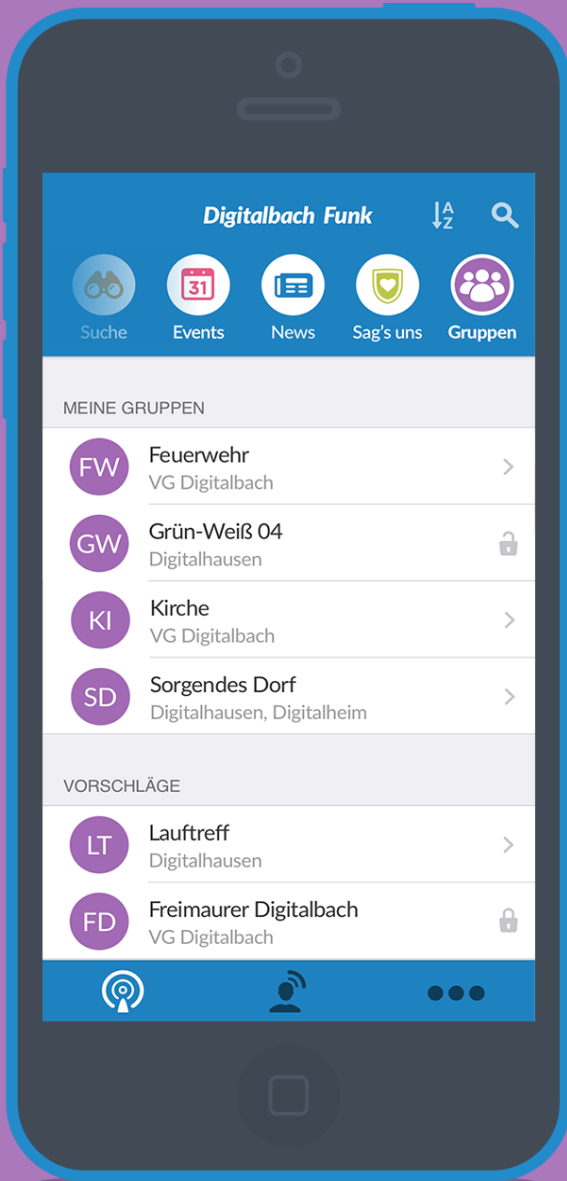 Digitalbach Funk
A
Z
31
Suche
Events
News
Sag's uns
Gruppen
MEINE GRUPPEN
FW
Feuerwehr
VG Digitalbach
GW
Grün-Weiß 04
Digitalhausen
KI
Kirche
VG Digitalbach
SD
Sorgendes Dorf
Digitalhausen, Digitalheim
VORSCHLÄGE
LT
Lauftreff
Digitalhausen
FD
Freimaurer Digitalbach
VG Digitalbach